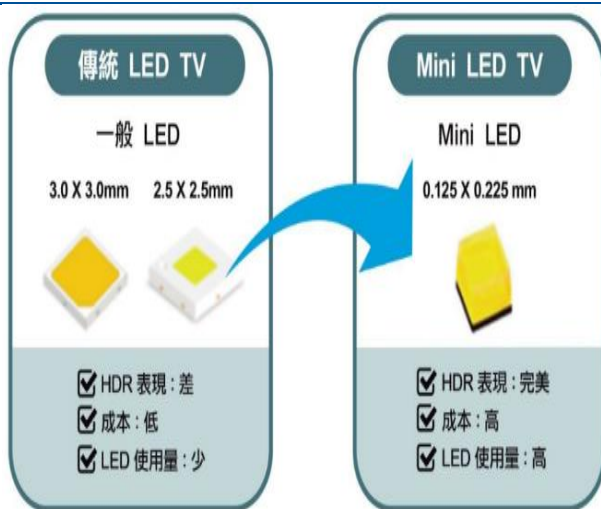 傳統 LED TV
一般 LED
3.0 X 3.0mm 2.5 X 2.5mm
HDR 表現 : 差
成本 : 低
LED 使用量 : 少
Mini LED TV
Mini LED
0.125 X 0.225 mm
HDR 表現 : 完美
成本 : 高
LED 使用量 : 高